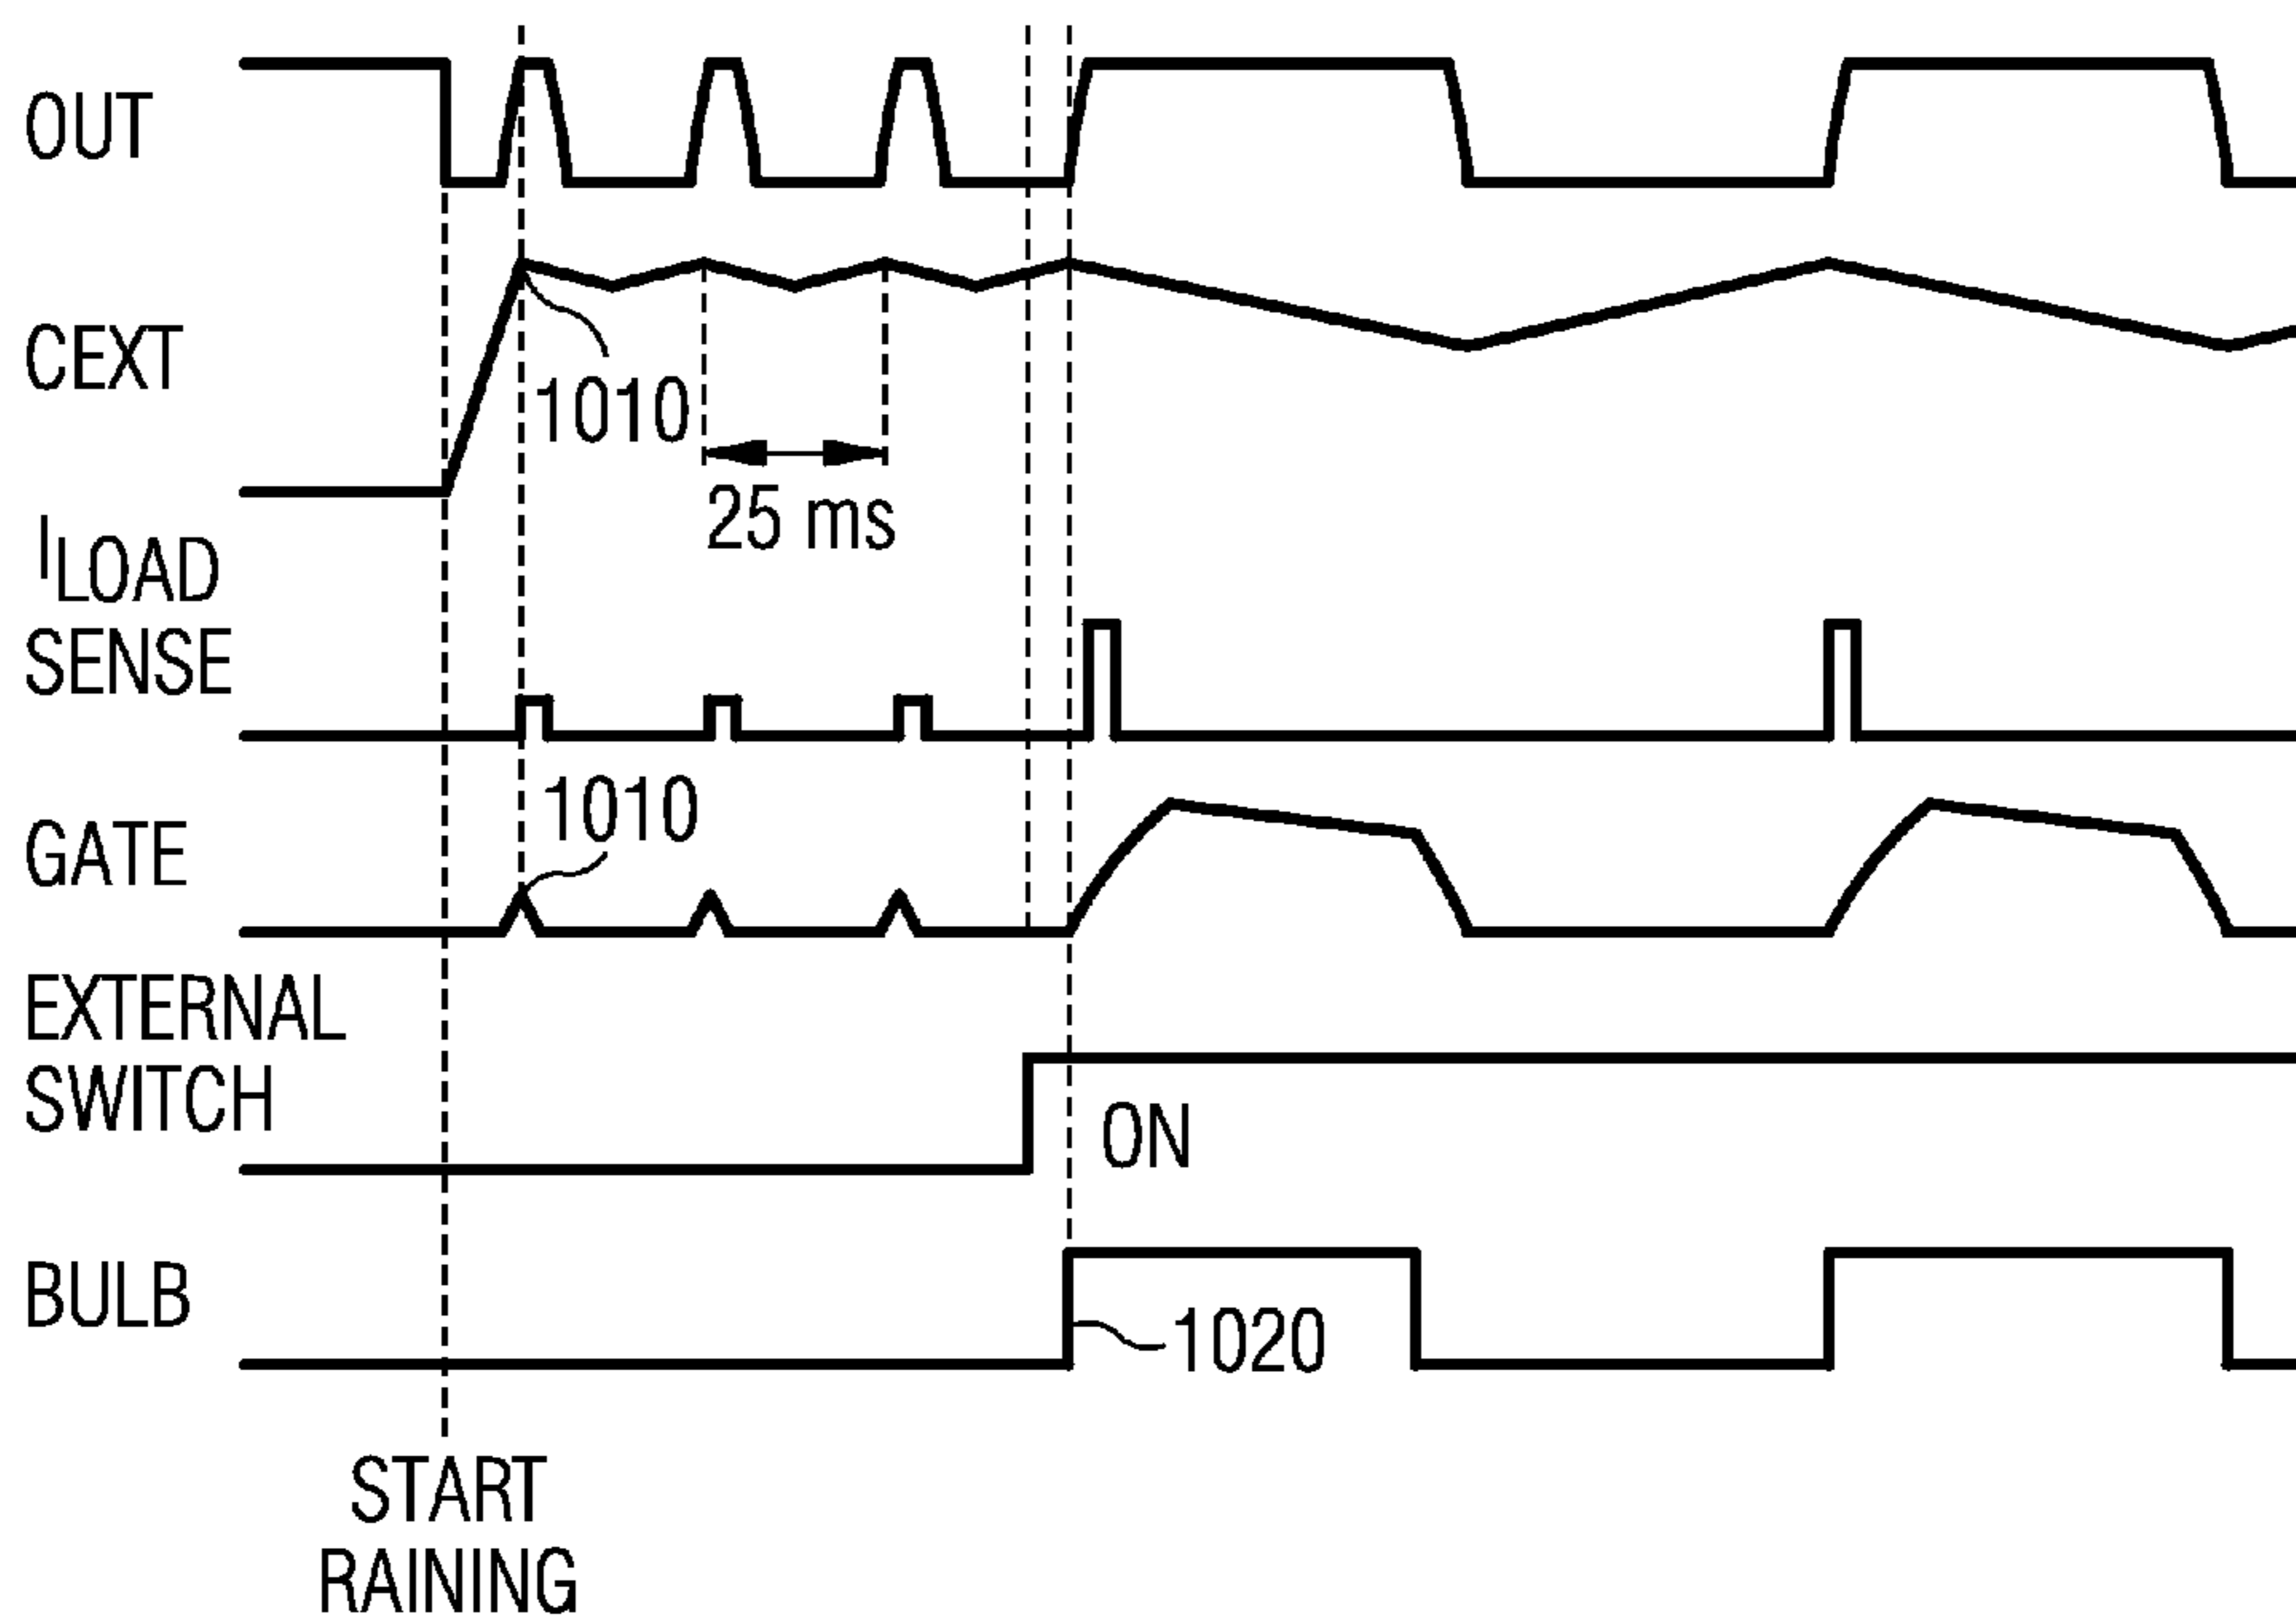 OUT
CEXT
1010
25 ms
ILOAD
SENSE
1010
GATE
EXTERNAL
SWITCH
ON
BULB
1020
START
RAINING